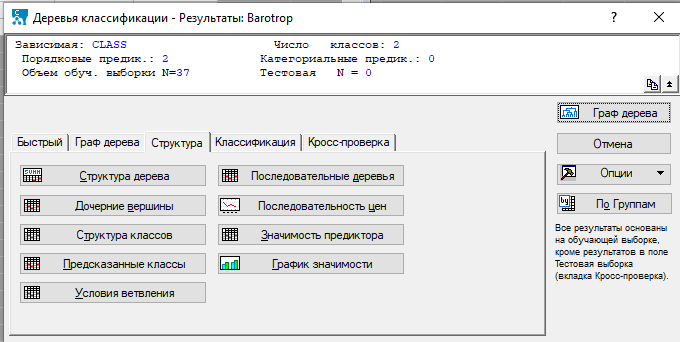 Деревья классификации - Результаты: Barotrop
Зависимая: CLASS Число классов: 2
Порядковые предик.: 2 Категориальные предик.: 0
Объем обуч. выборки N=37 Тестовая N = 0
Граф дерева
Отмена
Опции
По Группам
Все результаты основаны
на обучающей выборке,
кроме результатов в поле
Тестовая выборка
(вкладка Кросс-проверка).
Быстрый Граф дерева Структура Классификация Кросс-проверка
Структура дерева Последовательные деревья
Дочерние вершины Последовательность цен
Структура классов Значимость предиктора
Предсказанные классы График значимости
Условия ветвления